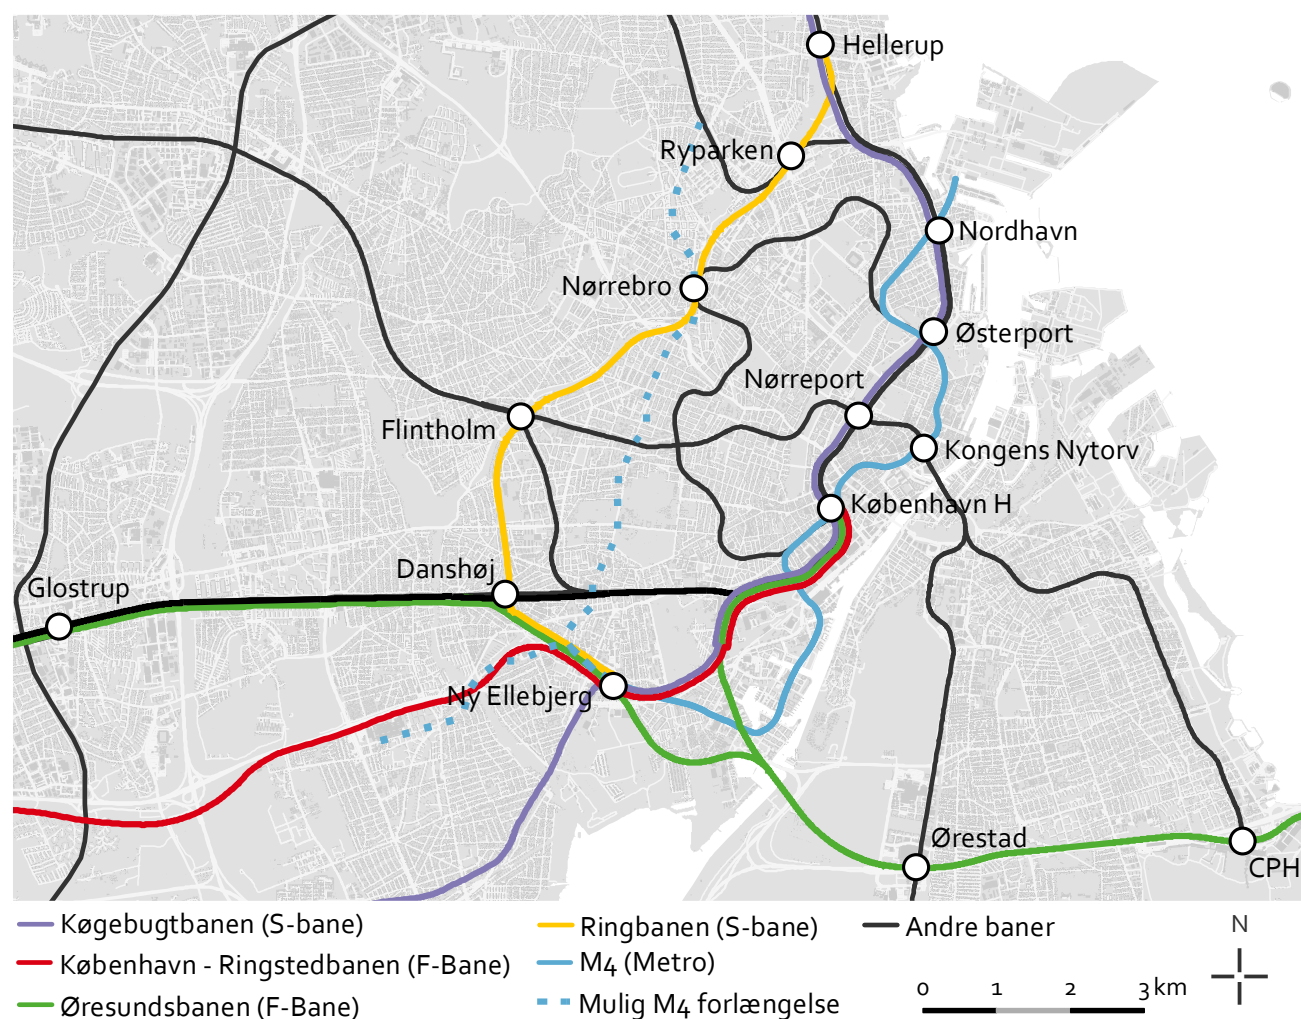 Hellerup
Ryparken
Nordhavn
Nørrebro
Østerport
Nørreport
Flintholm
Kongens Nytorv
København H
Danshøj
Glostrup
Ny Ellebjerg
Ørestad
CPH
Køgebugtbanen (S-bane)
Ringbanen (S-bane)
Andre baner
N
København - Ringstedbanen (F-Bane)
M4 (Metro)
Øresundsbanen (F-Bane)
Mulig M4 forlængelse
0 1 2 3 km